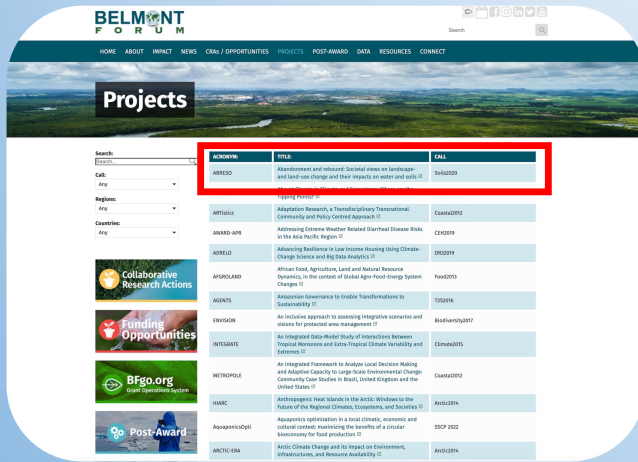 BELMONT
FORUM
Search
HOME ABOUT IMPACT NEWS CRAs / OPPORTUNITIES PROJECTS POST-AWARD DATA RESOURCES CONNECT
Projects
Search:
Search...
Call:
Any
Regions:
Any
Countries:
Any
Collaborative
Research Actions
Funding
Opportunities
BFgo.org
Grant Operations System
Post-Award
ACRONYM: TITLE: CALL
ABRESO Abandonment and rebound: Societal views on landscape- Soils2020
and land-use change and their impacts on water and soils
Tipping Points?
ARTisticc Adaptation Research, a Transdisciplinary Transnational Coastal2012
Community and Policy Centred Approach
AWARD-APR Addressing Extreme Weather Related Diarrheal Disease Risks CEH2019
in the Asia Pacific Region
ADRELO Advancing Resilience in Low Income Housing Using Climate- DR32019
Change Science and Big Data Analytics
AFGROLAND African Food, Agriculture, Land and Natural Resource Food2013
Dynamics, in the context of Global Agro-Food-Energy System
Changes
AGENTS Amazonian Governance to Enable Transformations to T2S2016
Sustainability
ENVISION An inclusive approach to assessing integrative scenarios and Biodiversity2017
visions for protected area management
INTEGRATE An Integrated Data-Model Study of Interactions Between Climate2015
Tropical Monsoons and Extra-Tropical Climate Variability and
Extremes
METROPOLE An Integrated Framework to Analyze Local Decision Making Coastal2012
and Adaptive Capacity to Large-Scale Environmental Change:
Community Case Studies in Brazil, United Kingdom and the
United States
HIARC Anthropogenic Heat Islands in the Arctic: Windows to the Arctic2014
Future of the Regional Climates, Ecosystems, and Societies
AquaponicsOpti Aquaponics optimization in a local climatic, economic and SSCP 2022
cultural context: maximizing the benefits of a circular
bioeconomy for food production
ARCTIC-ERA Arctic Climate Change and its Impact on Environment, Arctic2014
infrastructures, and Resource Availability